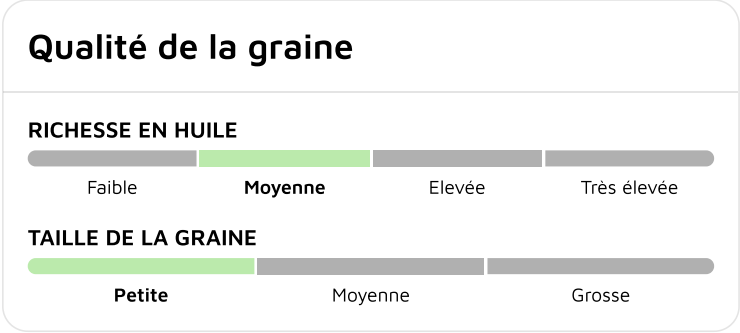 Qualité de la graine
RICHESSE EN HUILE
Faible Moyenne Elevée Très élevée
TAILLE DE LA GRAINE
Petite Moyenne Grosse